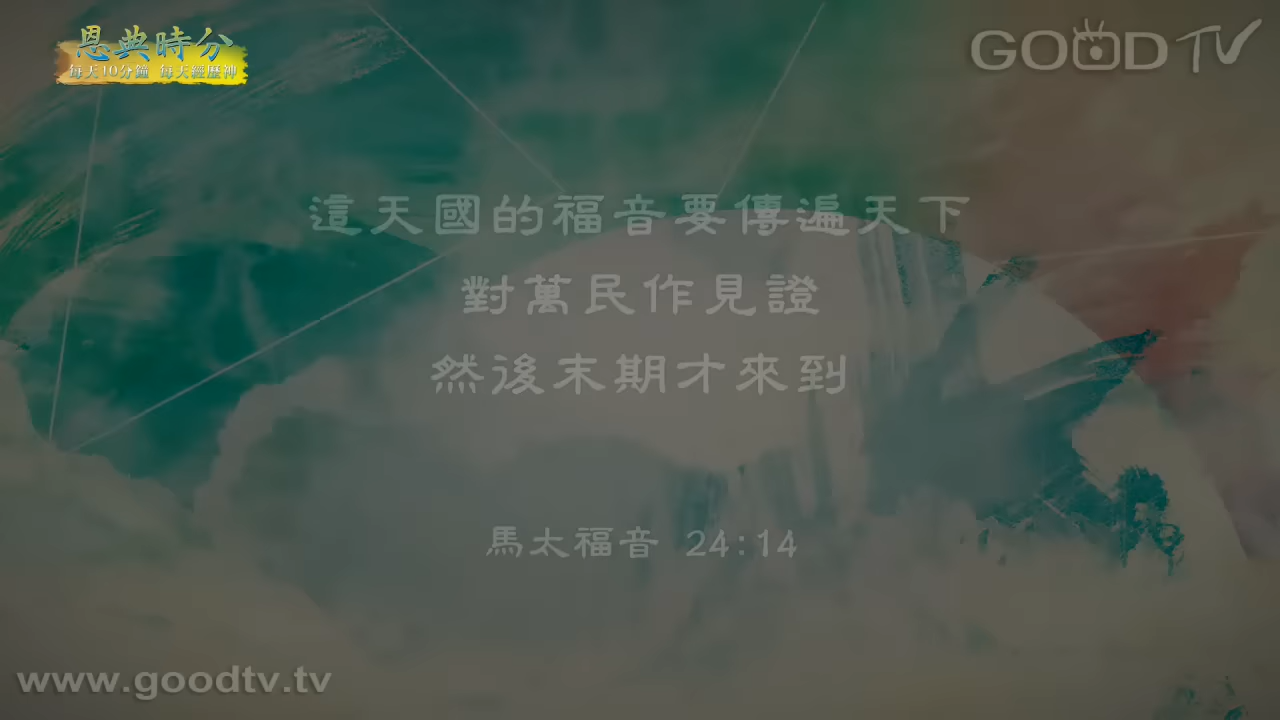 恩典時分
每天10分鐘 每天經歷神
GOOD TV
這天國的福音要傳遍天下
對萬民作見證
然後末期才來到
馬太福音 24:14
www.goodtv.tv